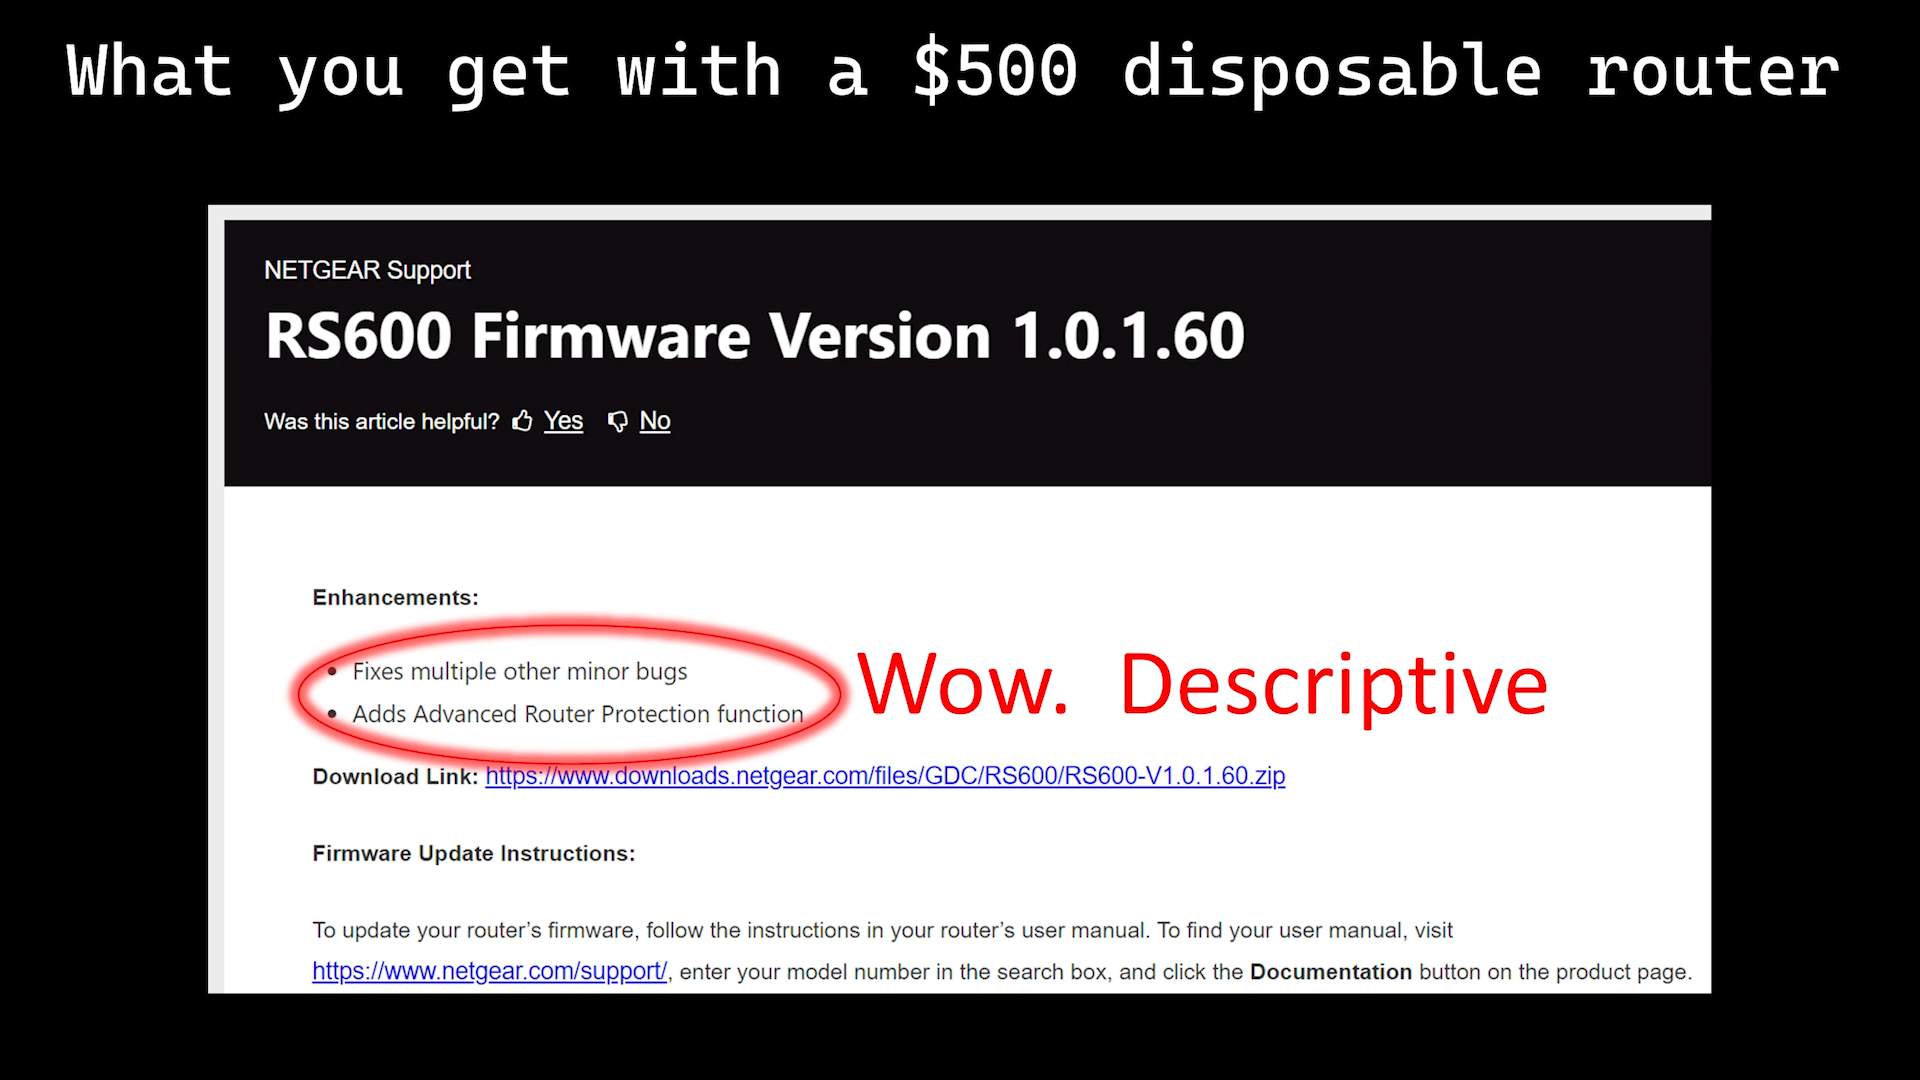 What you get with a $500 disposable router
NETGEAR Support
RS600 Firmware Version 1.0.1.60
Was this article helpful? Yes No
Enhancements:
• Fixes multiple other minor bugs
• Adds Advanced Router Protection function
Wow. Descriptive
Download Link: https://www.downloads.netgear.com/files/GDC/RS600/RS600-V1.0.1.60.zip
Firmware Update Instructions:
To update your router’s firmware, follow the instructions in your router’s user manual. To find your user manual, visit
https://www.netgear.com/support/, enter your model number in the search box, and click the Documentation button on the product page.